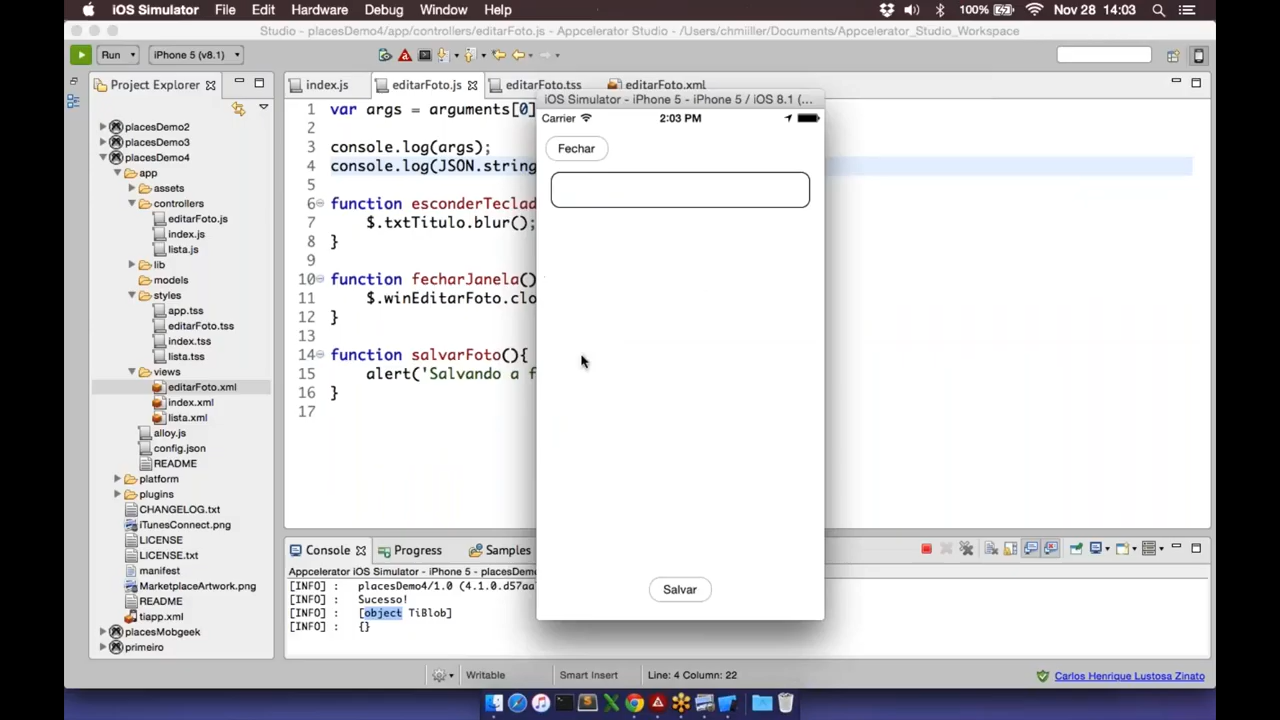 iOS Simulator File Edit Hardware Debug Window Help 100% Nov 28 14:03
Studio - placesDemo4/app/controllers/editarFoto.js - Appcelerator Studio - /Users/chmiiller/Documents/Appcelerator_Studio_Workspace
Run iPhone 5 (v8.1)
Project Explorer
index.js editarFoto.js editarFoto.tss editarFoto.xml
placesDemo2
placesDemo3
placesDemo4
app
assets
controllers
editarFoto.js
index.js
lista.js
lib
models
styles
app.tss
editarFoto.tss
index.tss
lista.tss
views
editarFoto.xml
index.xml
lista.xml
alloy.js
config.json
README
platform
plugins
CHANGELOG.txt
iTunesConnect.png
LICENSE
LICENSE.txt
manifest
MarketplaceArtwork.png
README
tiapp.xml
placesMobgeek
primeiro
1 var args = arguments[0]
2
3 console.log(args);
4 console.log(JSON.string
5
6 function esconderTeclad
7 $.txtTitulo.blur();
8 }
9
10 function fecharJanela()
11 $.winEditarFoto.clo
12 }
13
14 function salvarFoto(){
15 alert('Salvando a f
16 }
17
iOS Simulator - iPhone 5 - iPhone 5 / iOS 8.1 (...
Carrier 2:03 PM
Fechar
Salvar
Console Progress Samples
Appcelerator iOS Simulator - iPhone 5 - placesDem
[INFO] : placesDemo4/1.0 (4.1.0.d57aa
[INFO] : Sucesso!
[INFO] : [object TiBlob]
[INFO] : {}
Writable Smart Insert Line: 4 Column: 22 Carlos Henrique Lustosa Zinato